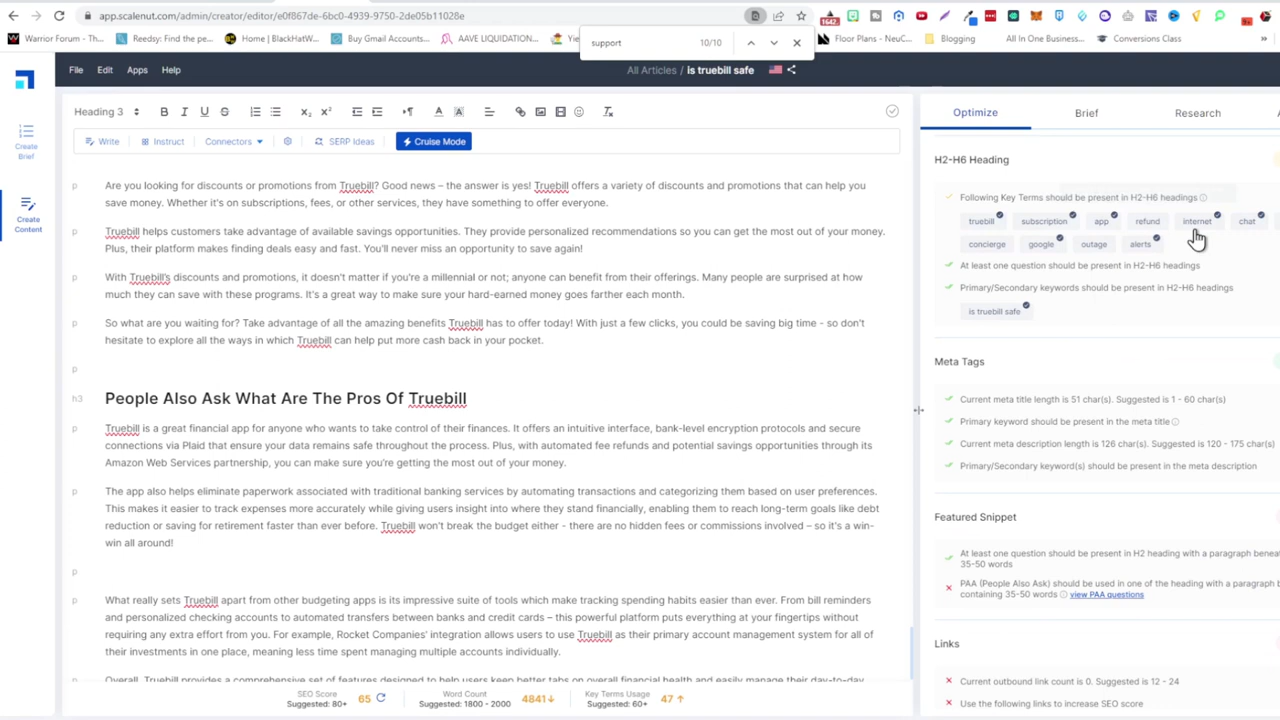 app.scalenut.com/admin/creator/editor/e0f867de-6bc0-4939-9750-2de05b11028e
1642
Warrior Forum - Th...
Reedsy: Find the pe...
Home | BlackHatW...
Buy Gmail Accounts...
AAVE LIQUIDATION...
Yie
support
10/10
Floor Plans - NeuC...
Blogging
All In One Business...
Conversions Class
»
File
Edit
Apps
Help
All Articles / is truebill safe
Create
Brief
Create
Content
Heading 3
Write
Instruct
Connectors
SERP Ideas
Cruise Mode
p Are you looking for discounts or promotions from Truebill? Good news – the answer is yes! Truebill offers a variety of discounts and promotions that can help you
save money. Whether it's on subscriptions, fees, or other services, they have something to offer everyone.
p Truebill helps customers take advantage of available savings opportunities. They provide personalized recommendations so you can get the most out of your money.
Plus, their platform makes finding deals easy and fast. You'll never miss an opportunity to save again!
p With Truebill's discounts and promotions, it doesn't matter if you're a millennial or not; anyone can benefit from their offerings. Many people are surprised at how
much they can save with these programs. It's a great way to make sure your hard-earned money goes farther each month.
p So what are you waiting for? Take advantage of all the amazing benefits Truebill has to offer today! With just a few clicks, you could be saving big time - so don't
hesitate to explore all the ways in which Truebill can help put more cash back in your pocket.
p
h3 People Also Ask What Are The Pros Of Truebill
p Truebill is a great financial app for anyone who wants to take control of their finances. It offers an intuitive interface, bank-level encryption protocols and secure
connections via Plaid that ensure your data remains safe throughout the process. Plus, with automated fee refunds and potential savings opportunities through its
Amazon Web Services partnership, you can make sure you're getting the most out of your money.
p The app also helps eliminate paperwork associated with traditional banking services by automating transactions and categorizing them based on user preferences.
This makes it easier to track expenses more accurately while giving users insight into where they stand financially, enabling them to reach long-term goals like debt
reduction or saving for retirement faster than ever before. Truebill won't break the budget either - there are no hidden fees or commissions involved – so it's a win-
win all around!
p
p What really sets Truebill apart from other budgeting apps is its impressive suite of tools which make tracking spending habits easier than ever. From bill reminders
and personalized checking accounts to automated transfers between banks and credit cards – this powerful platform puts everything at your fingertips without
requiring any extra effort from you. For example, Rocket Companies' integration allows users to use Truebill as their primary account management system for all of
their investments in one place, meaning less time spent managing multiple accounts individually.
p Overall, Truebill provides a comprehensive set of features designed to help users keep better tabs on overall financial health and easily manage their day-to-day
SEO Score
Suggested: 80+
65
Word Count
Suggested: 1800 - 2000
4841↓
Key Terms Usage
Suggested: 60+
47 ↑
Optimize
Brief
Research
H2-H6 Heading
Following Key Terms should be present in H2-H6 headings
truebill
subscription
app
refund
internet
chat
concierge
google
outage
alerts
At least one question should be present in H2-H6 headings
Primary/Secondary keywords should be present in H2-H6 headings
is truebill safe
Meta Tags
Current meta title length is 51 char(s). Suggested is 1 - 60 char(s)
Primary keyword should be present in the meta title
Current meta description length is 126 char(s). Suggested is 120 - 175 char(s)
Primary/Secondary keyword(s) should be present in the meta description
Featured Snippet
At least one question should be present in H2 heading with a paragraph benea
35-50 words
PAA (People Also Ask) should be used in one of the heading with a paragraph b
containing 35-50 words view PAA questions
Links
Current outbound link count is 0. Suggested is 12 - 24
Use the following links to increase SEO score